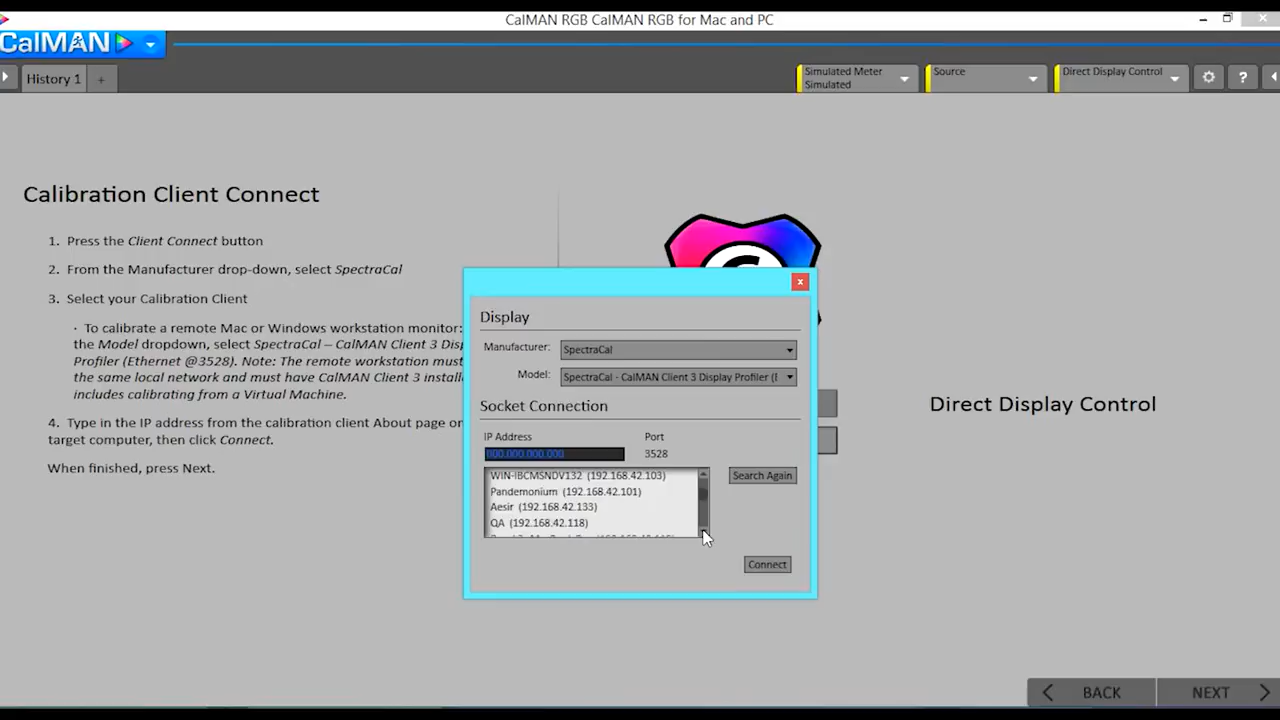 CalMAN RGB CalMAN RGB for Mac and PC
CalMAN
History 1
+
Simulated Meter
Simulated
Source
Direct Display Control
?
Calibration Client Connect
1. Press the Client Connect button
2. From the Manufacturer drop-down, select SpectraCal
3. Select your Calibration Client
· To calibrate a remote Mac or Windows workstation monitor:
the Model dropdown, select SpectraCal – CalMAN Client 3 Disp
Profiler (Ethernet @3528). Note: The remote workstation must
the same local network and must have CalMAN Client 3 install
includes calibrating from a Virtual Machine.
4. Type in the IP address from the calibration client About page on
target computer, then click Connect.
When finished, press Next.
x
Display
Manufacturer:
SpectraCal
Model:
SpectraCal - CalMAN Client 3 Display Profiler (E
Socket Connection
IP Address
Port
000.000.000.000
3528
WIN-IBCMSNDV132 (192.168.42.103)
Pandemonium (192.168.42.101)
Aesir (192.168.42.133)
QA (192.168.42.118)
Search Again
Connect
Direct Display Control
BACK
NEXT